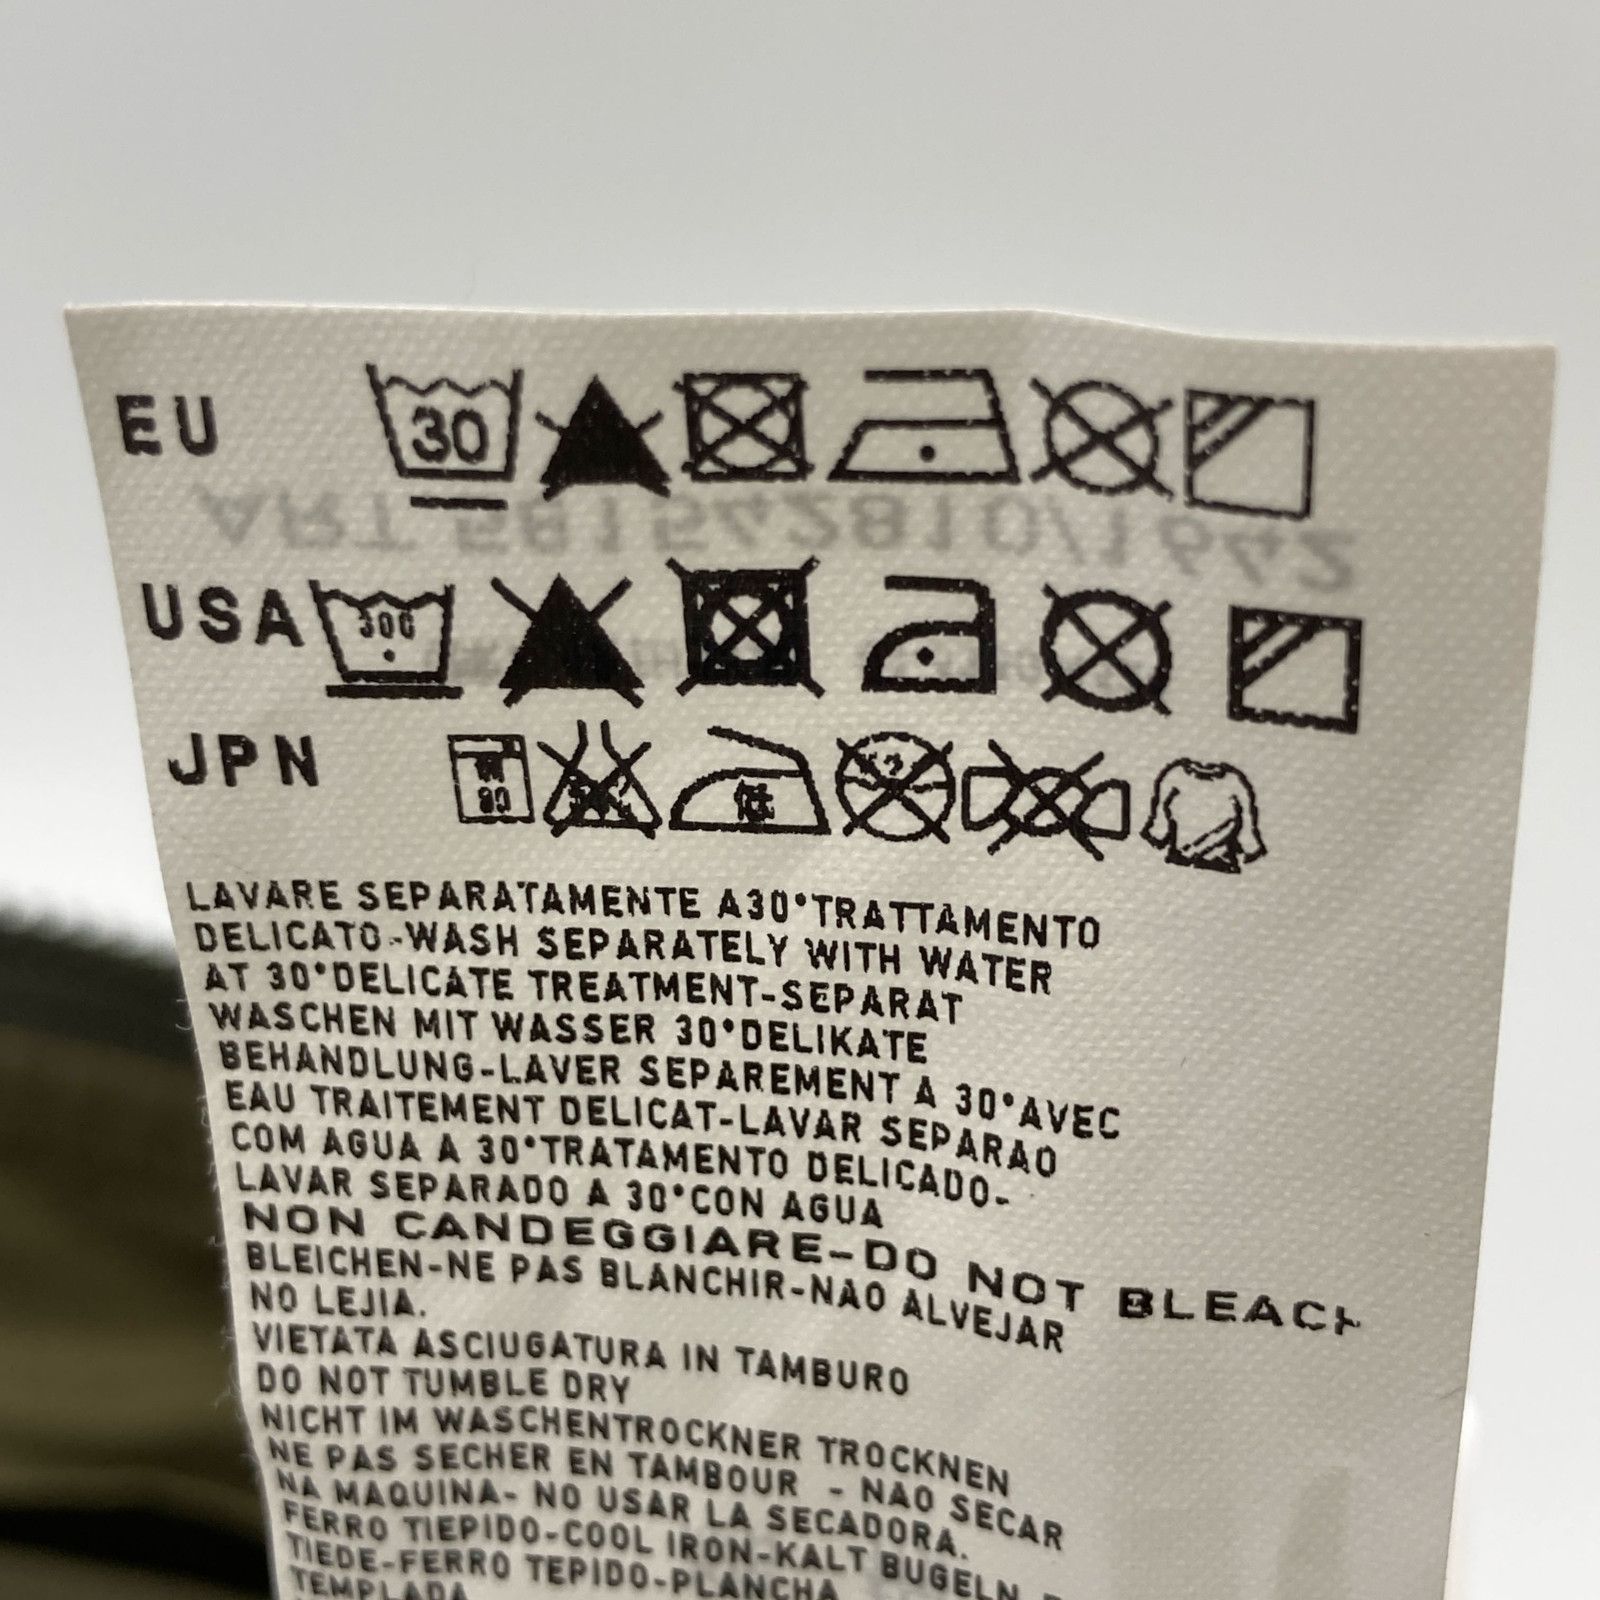 EU 30
ART 581542810/1642
USA 30C
JPN
LAVARE SEPARATAMENTE A30°TRATTAMENTO
DELICATO-WASH SEPARATELY WITH WATER
AT 30°DELICATE TREATMENT-SEPARAT
WASCHEN MIT WASSER 30°DELIKATE
BEHANDLUNG-LAVER SEPAREMENT A 30°AVEC
EAU TRAITEMENT DELICAT-LAVAR SEPARAO
COM AGUA A 30°TRATAMENTO DELICADO-
LAVAR SEPARADO A 30°CON AGUA
NON CANDEGGIARE-DO NOT BLEACH
BLEICHEN-NE PAS BLANCHIR-NAO ALVEJAR
NO LEJIA.
VIETATA ASCIUGATURA IN TAMBURO
DO NOT TUMBLE DRY
NICHT IM WASCHENTROCKNER TROCKNEN
NE PAS SECHER EN TAMBOUR - NAO SECAR
NA MAQUINA- NO USAR LA SECADORA.
FERRO TIEPIDO-COOL IRON-KALT BUGELN
TIEDE-FERRO TEPIDO-PLANCHA
TEMPLADA